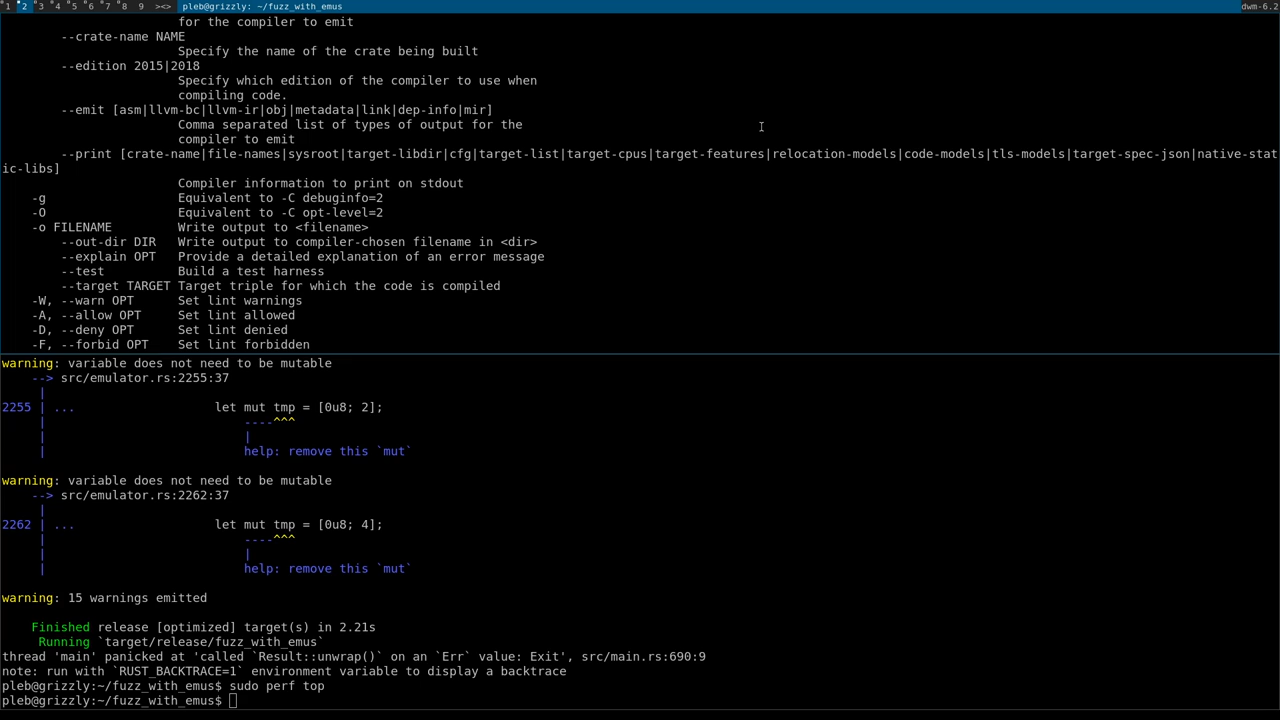 1 2 3 4 5 6 7 8 9 ><> pleb@grizzly: ~/fuzz_with_emus dwm-6.2
for the compiler to emit
--crate-name NAME
Specify the name of the crate being built
--edition 2015|2018
Specify which edition of the compiler to use when
compiling code.
--emit [asm|llvm-bc|llvm-ir|obj|metadata|link|dep-info|mir]
Comma separated list of types of output for the
compiler to emit
--print [crate-name|file-names|sysroot|target-libdir|cfg|target-list|target-cpus|target-features|relocation-models|code-models|tls-models|target-spec-json|native-stat
ic-libs]
Compiler information to print on stdout
-g Equivalent to -C debuginfo=2
-O Equivalent to -C opt-level=2
-o FILENAME Write output to <filename>
--out-dir DIR Write output to compiler-chosen filename in <dir>
--explain OPT Provide a detailed explanation of an error message
--test Build a test harness
--target TARGET Target triple for which the code is compiled
-W, --warn OPT Set lint warnings
-A, --allow OPT Set lint allowed
-D, --deny OPT Set lint denied
-F, --forbid OPT Set lint forbidden
warning: variable does not need to be mutable
--> src/emulator.rs:2255:37
|
2255 | ... let mut tmp = [0u8; 2];
| ----^^^
| |
| help: remove this `mut`
warning: variable does not need to be mutable
--> src/emulator.rs:2262:37
|
2262 | ... let mut tmp = [0u8; 4];
| ----^^^
| |
| help: remove this `mut`
warning: 15 warnings emitted
Finished release [optimized] target(s) in 2.21s
Running `target/release/fuzz_with_emus`
thread 'main' panicked at 'called `Result::unwrap()` on an `Err` value: Exit', src/main.rs:690:9
note: run with `RUST_BACKTRACE=1` environment variable to display a backtrace
pleb@grizzly:~/fuzz_with_emus$ sudo perf top
pleb@grizzly:~/fuzz_with_emus$